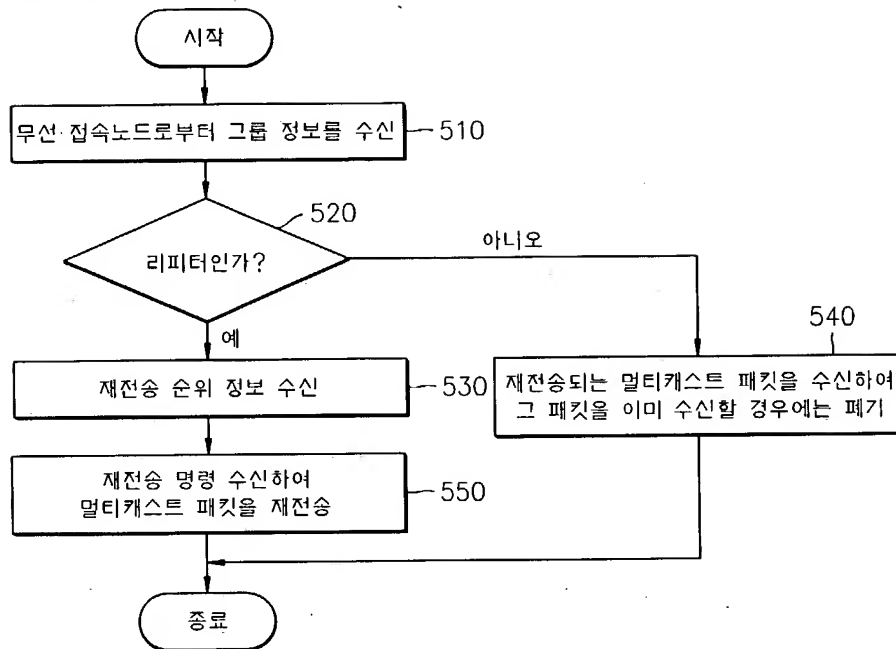 시작
무선 접속노드로부터 그룹 정보를 수신
510
520
리피터인가?
아니오
예
재전송 순위 정보 수신
530
540
재전송되는 멀티캐스트 패킷을 수신하여
그 패킷을 이미 수신할 경우에는 폐기
재전송 명령 수신하여
멀티캐스트 패킷을 재전송
550
종료